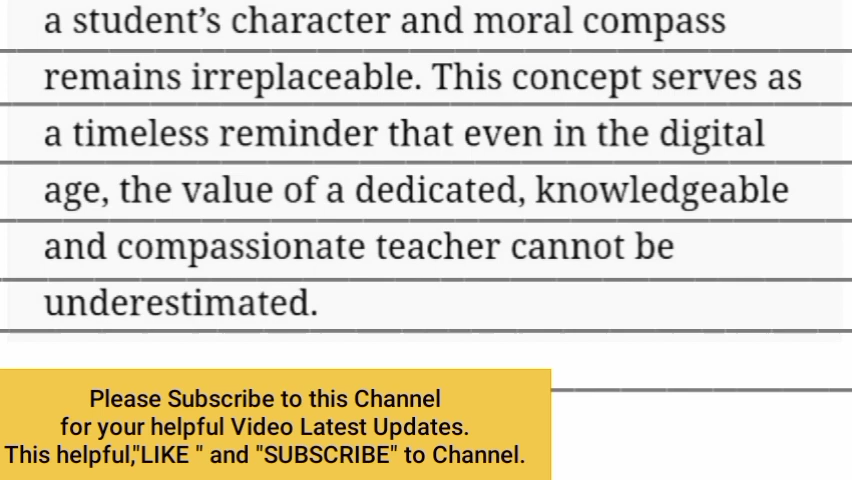 a student’s character and moral compass
remains irreplaceable. This concept serves as
a timeless reminder that even in the digital
age, the value of a dedicated, knowledgeable
and compassionate teacher cannot be
underestimated.
Please Subscribe to this Channel
for your helpful Video Latest Updates.
This helpful,"LIKE " and "SUBSCRIBE" to Channel.